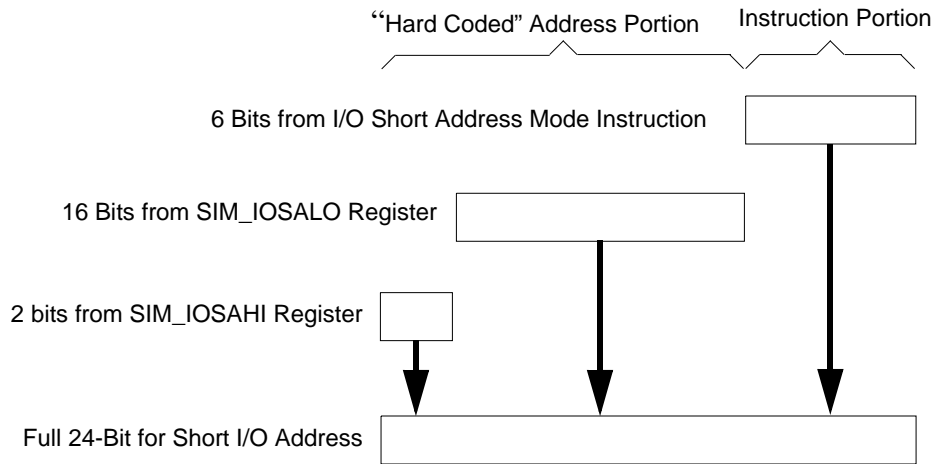 “Hard Coded” Address Portion
Instruction Portion
6 Bits from I/O Short Address Mode Instruction
16 Bits from SIM_IOSALO Register
2 bits from SIM_IOSAHI Register
Full 24-Bit for Short I/O Address